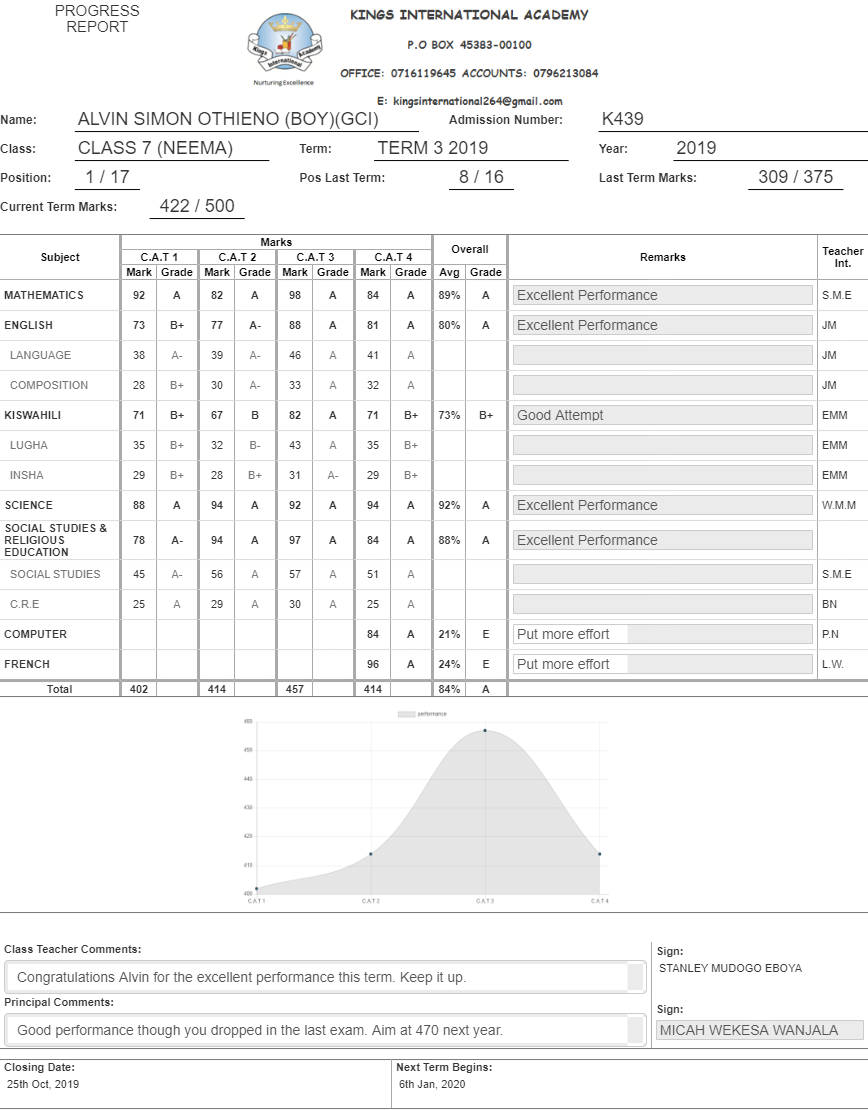 PROGRESS
REPORT
KINGS INTERNATIONAL ACADEMY
P.O BOX 45383-00100
OFFICE: 0716119645 ACCOUNTS: 0796213084
E: kingsinternational264@gmail.com
Kings International Academy
Nurturing Excellence
Name: ALVIN SIMON OTHIENO (BOY)(GCI) Admission Number: K439
Class: CLASS 7 (NEEMA) Term: TERM 3 2019 Year: 2019
Position: 1 / 17 Pos Last Term: 8 / 16 Last Term Marks: 309 / 375
Current Term Marks: 422 / 500
Subject Marks Overall Remarks Teacher Int.
C.A.T 1 C.A.T 2 C.A.T 3 C.A.T 4
Mark Grade Mark Grade Mark Grade Mark Grade Avg Grade
MATHEMATICS 92 A 82 A 98 A 84 A 89% A Excellent Performance S.M.E
ENGLISH 73 B+ 77 A- 88 A 81 A 80% A Excellent Performance JM
LANGUAGE 38 A- 39 A- 46 A 41 A JM
COMPOSITION 28 B+ 30 A- 33 A 32 A JM
KISWAHILI 71 B+ 67 B 82 A 71 B+ 73% B+ Good Attempt EMM
LUGHA 35 B+ 32 B- 43 A 35 B+ EMM
INSHA 29 B+ 28 B+ 31 A- 29 B+ EMM
SCIENCE 88 A 94 A 92 A 94 A 92% A Excellent Performance W.M.M
SOCIAL STUDIES &
RELIGIOUS
EDUCATION 78 A- 94 A 97 A 84 A 88% A Excellent Performance
SOCIAL STUDIES 45 A- 56 A 57 A 51 A S.M.E
C.R.E 25 A 29 A 30 A 25 A BN
COMPUTER 84 A 21% E Put more effort P.N
FRENCH 96 A 24% E Put more effort L.W.
Total 402 414 457 414 84% A
performance
460
450
440
430
420
410
400
CAT1 CAT2 CAT3 CAT4
Class Teacher Comments:
Congratulations Alvin for the excellent performance this term. Keep it up.
Sign:
STANLEY MUDOGO EBOYA
Principal Comments:
Good performance though you dropped in the last exam. Aim at 470 next year.
Sign:
MICAH WEKESA WANJALA
Closing Date: Next Term Begins:
25th Oct, 2019 6th Jan, 2020